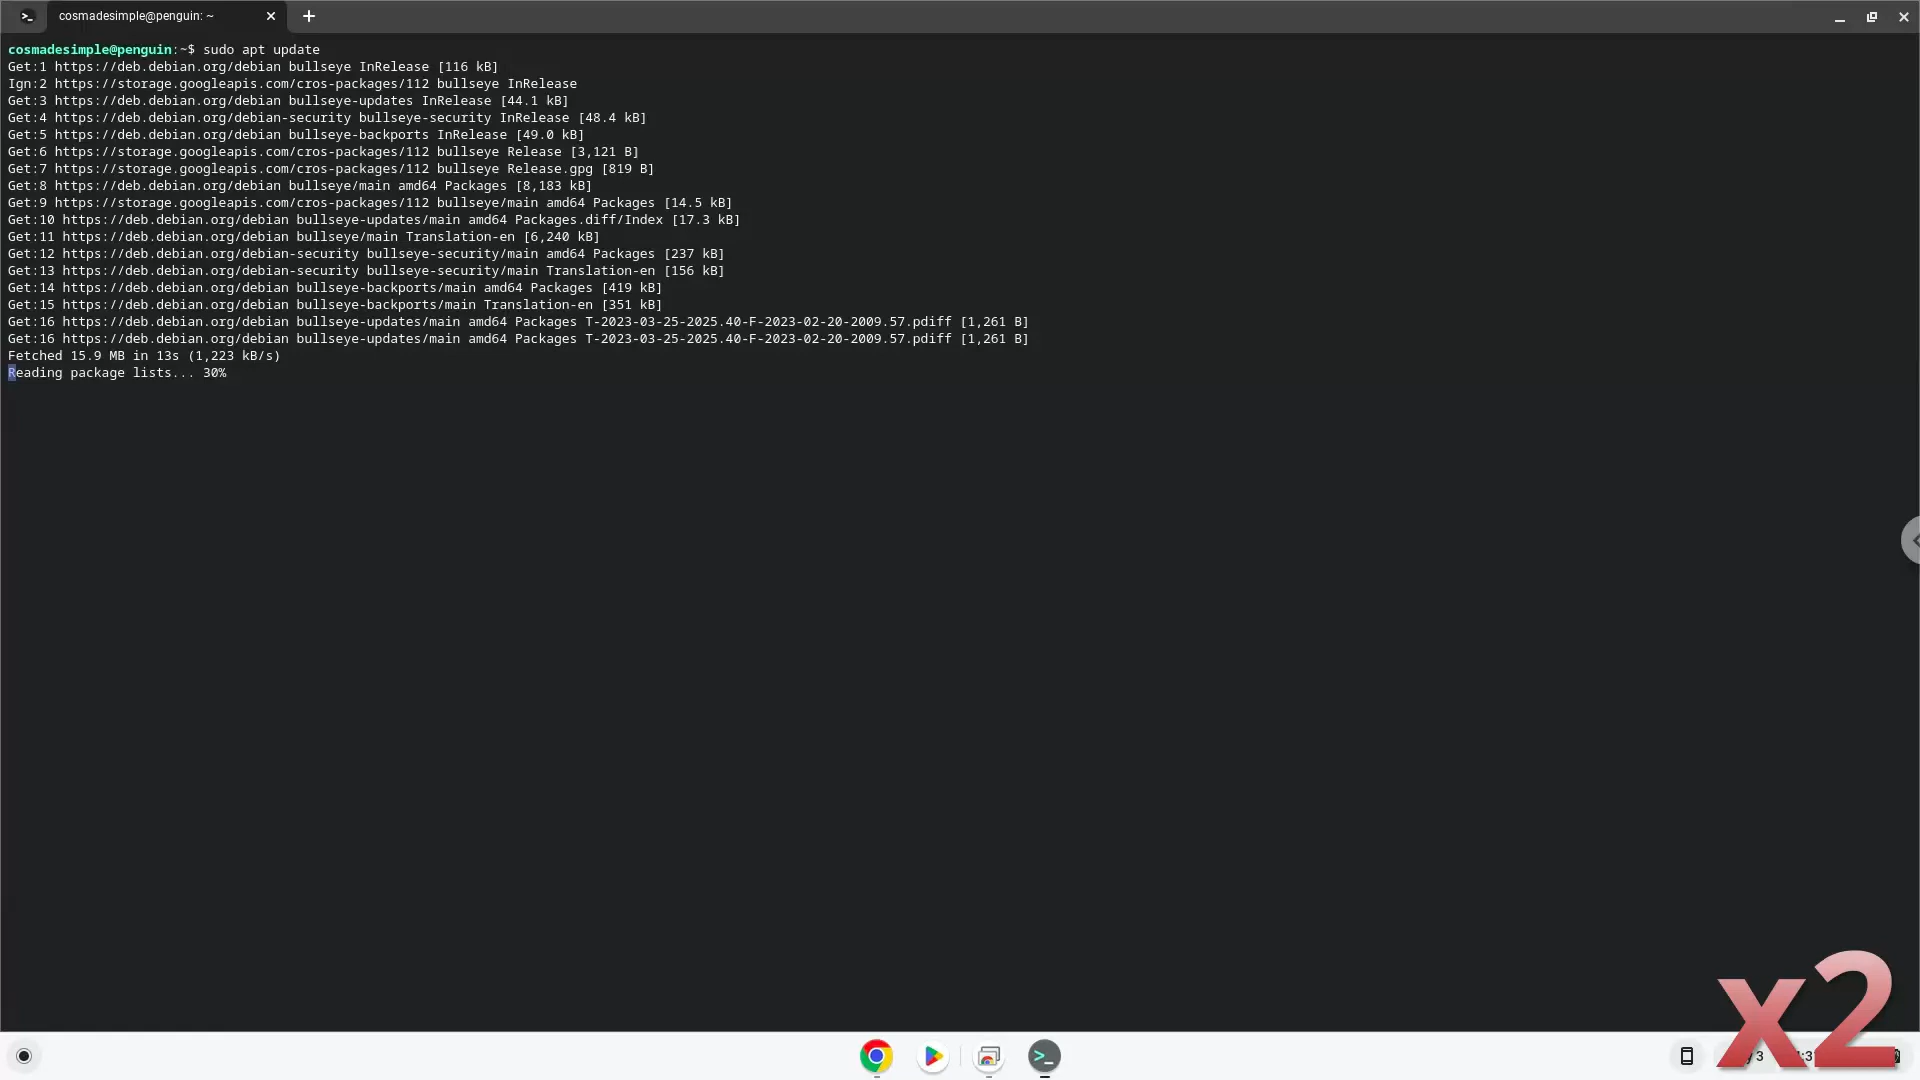 cosmadesimple@penguin: ~
cosmadesimple@penguin:~$ sudo apt update
Get:1 https://deb.debian.org/debian bullseye InRelease [116 kB]
Ign:2 https://storage.googleapis.com/cros-packages/112 bullseye InRelease
Get:3 https://deb.debian.org/debian bullseye-updates InRelease [44.1 kB]
Get:4 https://deb.debian.org/debian-security bullseye-security InRelease [48.4 kB]
Get:5 https://deb.debian.org/debian bullseye-backports InRelease [49.0 kB]
Get:6 https://storage.googleapis.com/cros-packages/112 bullseye Release [3,121 B]
Get:7 https://storage.googleapis.com/cros-packages/112 bullseye Release.gpg [819 B]
Get:8 https://deb.debian.org/debian bullseye/main amd64 Packages [8,183 kB]
Get:9 https://storage.googleapis.com/cros-packages/112 bullseye/main amd64 Packages [14.5 kB]
Get:10 https://deb.debian.org/debian bullseye-updates/main amd64 Packages.diff/Index [17.3 kB]
Get:11 https://deb.debian.org/debian bullseye/main Translation-en [6,240 kB]
Get:12 https://deb.debian.org/debian-security bullseye-security/main amd64 Packages [237 kB]
Get:13 https://deb.debian.org/debian-security bullseye-security/main Translation-en [156 kB]
Get:14 https://deb.debian.org/debian bullseye-backports/main amd64 Packages [419 kB]
Get:15 https://deb.debian.org/debian bullseye-backports/main Translation-en [351 kB]
Get:16 https://deb.debian.org/debian bullseye-updates/main amd64 Packages T-2023-03-25-2025.40-F-2023-02-20-2009.57.pdiff [1,261 B]
Get:16 https://deb.debian.org/debian bullseye-updates/main amd64 Packages T-2023-03-25-2025.40-F-2023-02-20-2009.57.pdiff [1,261 B]
Fetched 15.9 MB in 13s (1,223 kB/s)
Reading package lists... 30%
x2